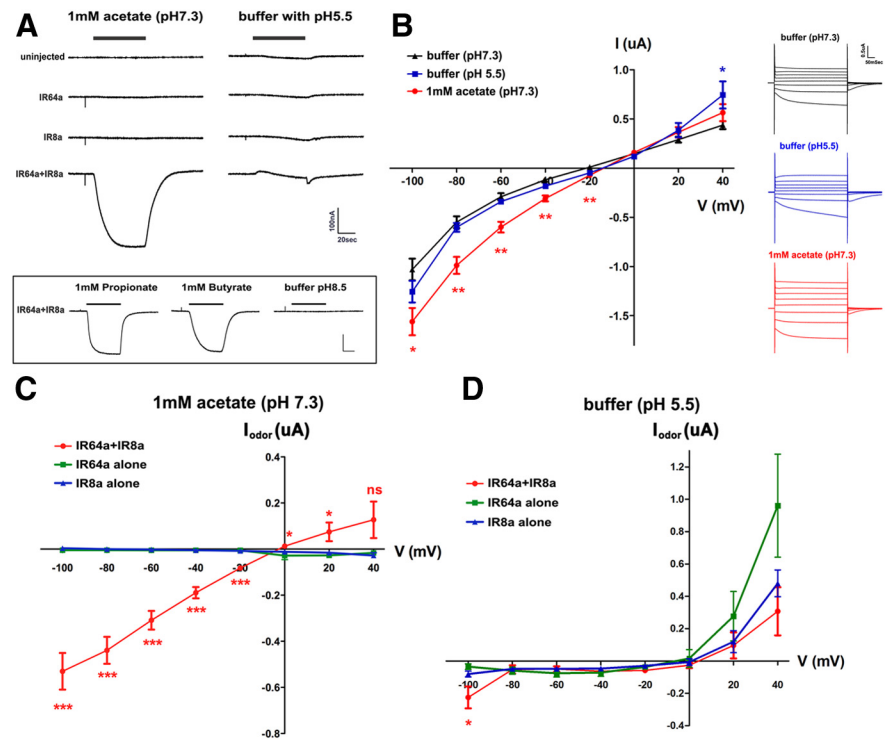 A
1mM acetate (pH7.3)
buffer with pH5.5
uninjected
IR64a
IR8a
IR64a+IR8a
100nA
20sec
1mM Propionate
1mM Butyrate
buffer pH8.5
IR64a+IR8a
B
I (uA)
buffer (pH7.3)
buffer (pH 5.5)
1mM acetate (pH7.3)
1.0
0.5
-100 -80 -60 -40 -20 0 20 40
V (mV)
-0.5
-1.0
-1.5
*
**
**
**
**
*
buffer (pH7.3)
0.5uA
50mSec
buffer (pH5.5)
1mM acetate (pH7.3)
C
1mM acetate (pH 7.3)
Iodor (uA)
IR64a+IR8a
IR64a alone
IR8a alone
0.4
0.2
ns
*
*
-100 -80 -60 -40 -20 0 20 40
V (mV)
-0.2
-0.4
-0.6
-0.8
***
***
***
***
***
D
buffer (pH 5.5)
Iodor (uA)
IR64a+IR8a
IR64a alone
IR8a alone
1.2
1.0
0.8
0.6
0.4
0.2
-100 -80 -60 -40 -20 0 20 40
V (mV)
-0.2
-0.4
*